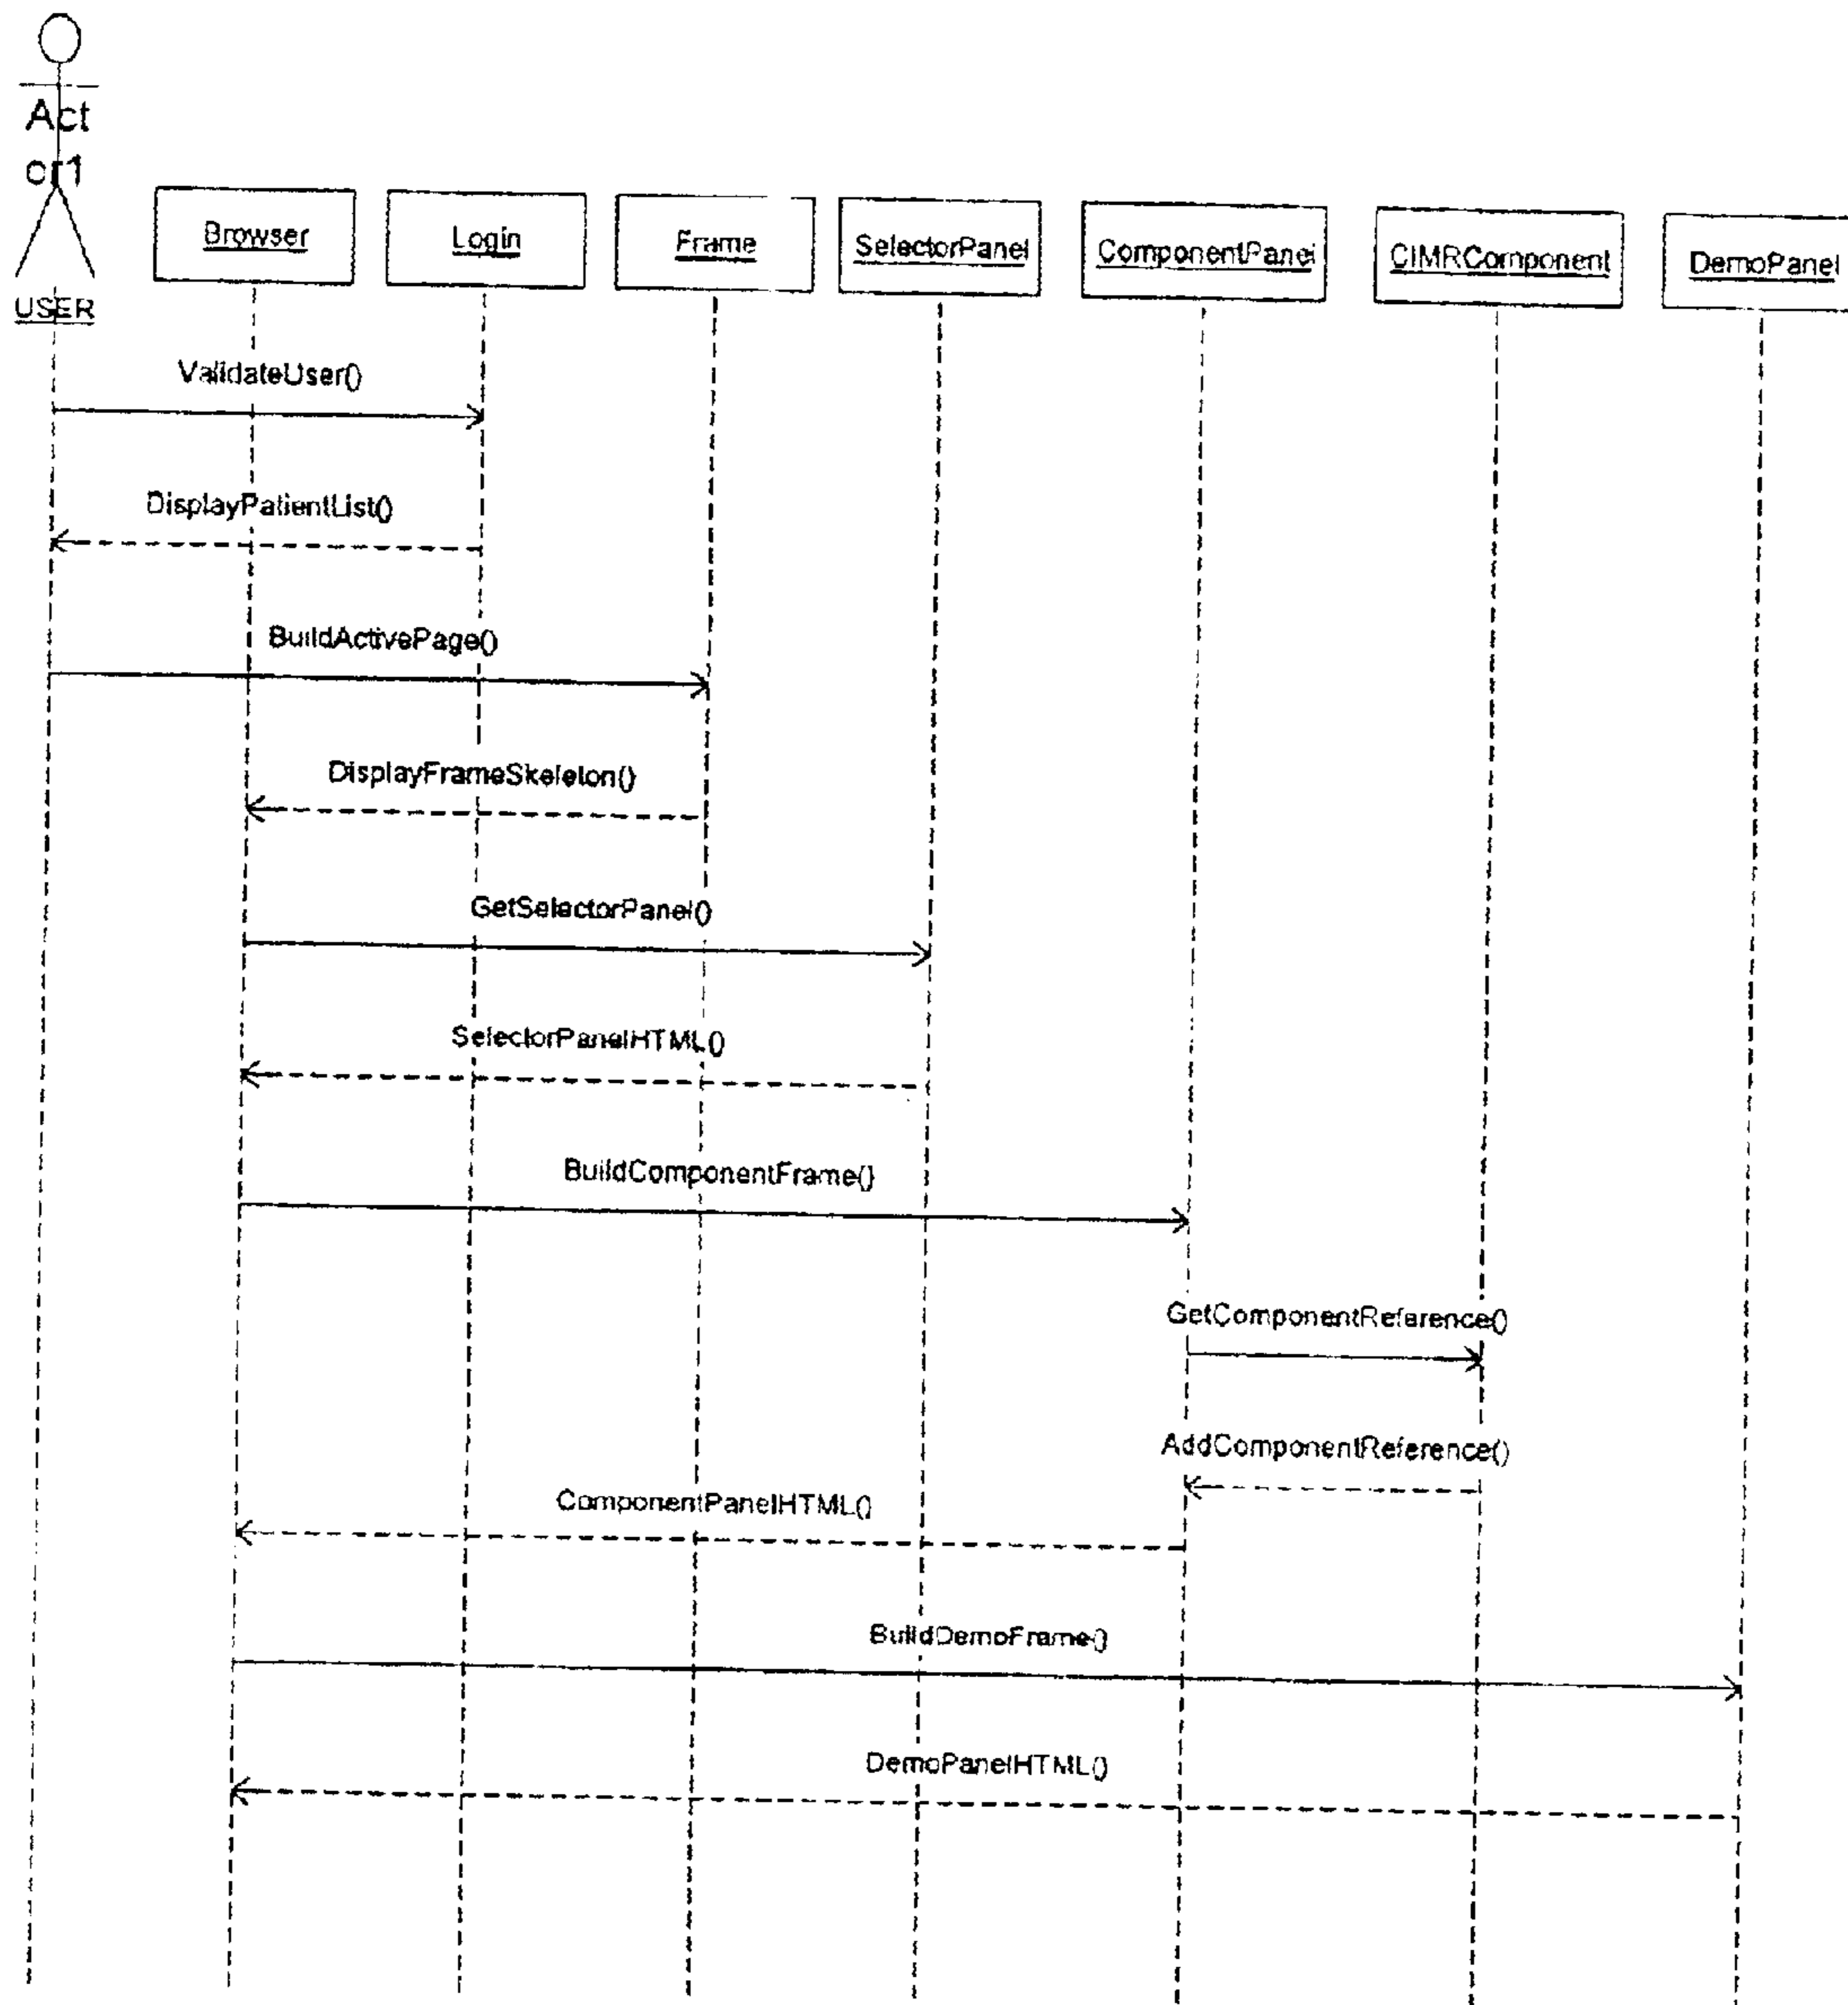 Act
or1
USER
Browser
Login
Frame
SelectorPanel
ComponentPanel
CIMRComponent
DemoPanel
ValidateUser()
DisplayPatientList()
BuildActivePage()
DisplayFrameSkeleton()
GetSelectorPanel()
SelectorPanelHTML()
BuildComponentFrame()
GetComponentReference()
AddComponentReference()
ComponentPanelHTML()
BuildDemoFrame()
DemoPanelHTML()